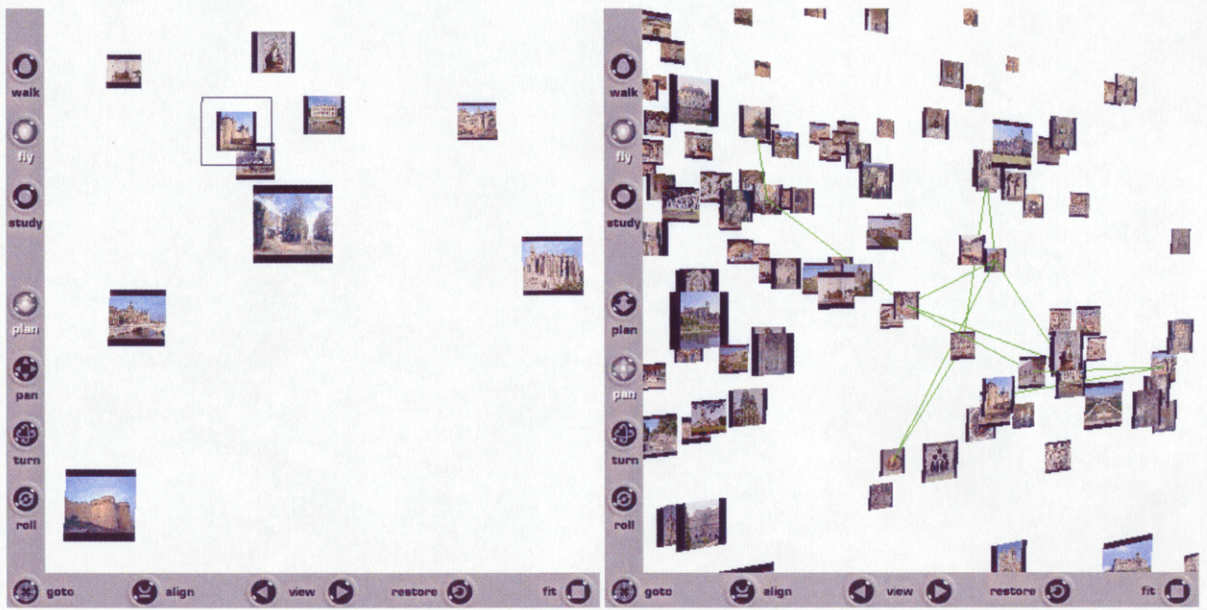 walk
fly
study
plan
pan
turn
roll
goto align view restore fit
walk
fly
study
plan
pan
turn
roll
goto align view restore fit